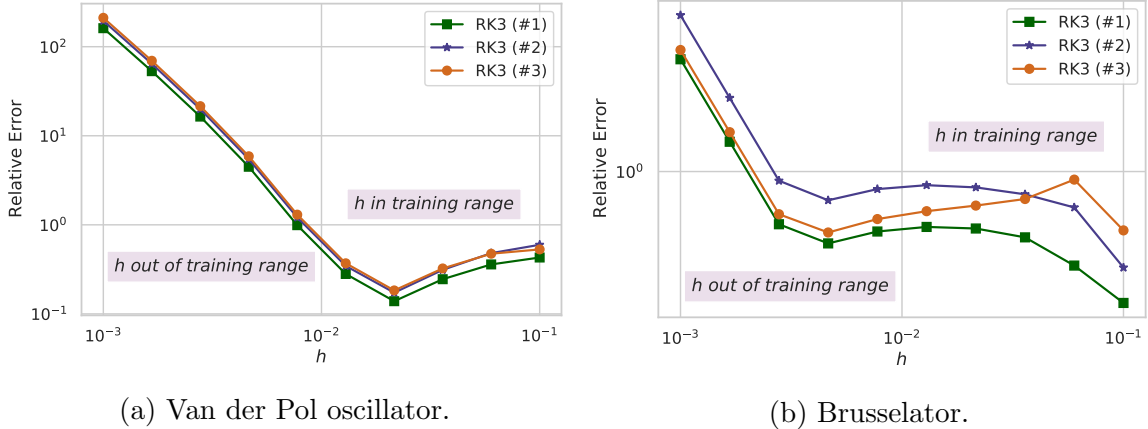 10²
10¹
10⁰
10⁻¹
Relative Error
RK3 (#1)
RK3 (#2)
RK3 (#3)
h in training range
h out of training range
10⁻³
10⁻²
10⁻¹
h
(a) Van der Pol oscillator.
10⁰
Relative Error
RK3 (#1)
RK3 (#2)
RK3 (#3)
h in training range
h out of training range
10⁻³
10⁻²
10⁻¹
h
(b) Brusselator.